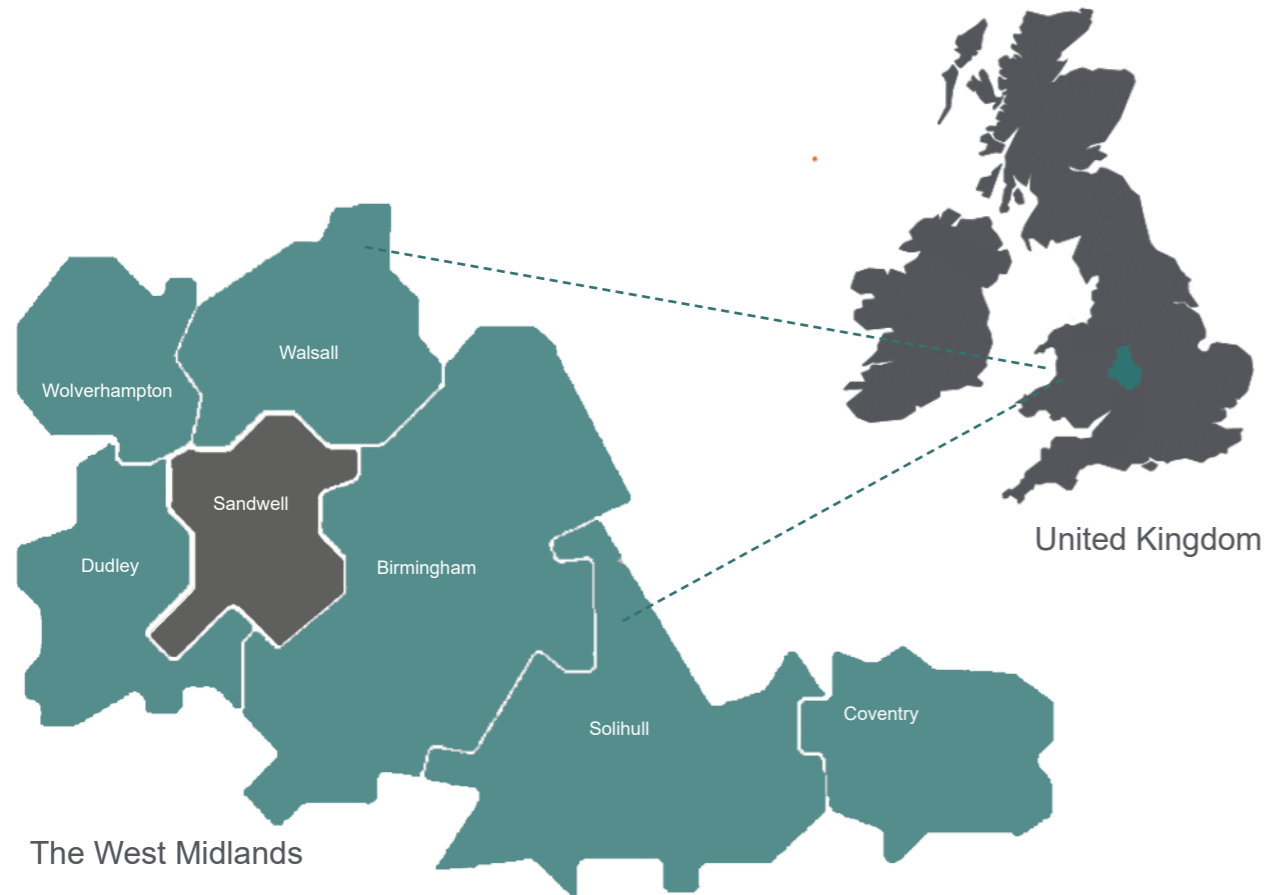 Walsall
Wolverhampton
Sandwell
United Kingdom
Dudley
Birmingham
Coventry
Solihull
The West Midlands